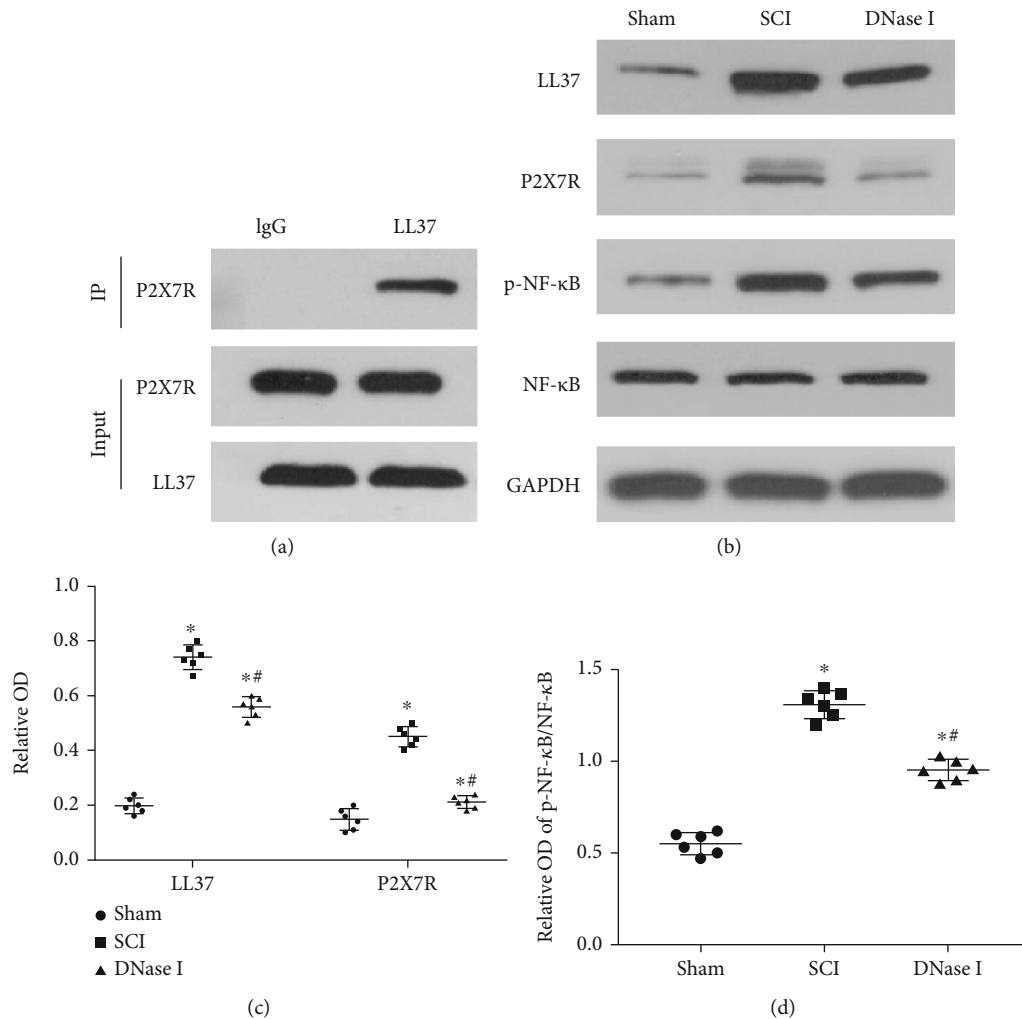 IgG LL37
IP P2X7R
Input P2X7R
LL37
(a)
Sham SCI DNase I
LL37
P2X7R
p-NF-κB
NF-κB
GAPDH
(b)
Relative OD
1.0
0.8
0.6
0.4
0.2
0.0
* *# * *#
LL37 P2X7R
Sham
SCI
DNase I
(c)
Relative OD of p-NF-κB/NF-κB
1.5
1.0
0.5
0.0
* *#
Sham SCI DNase I
(d)